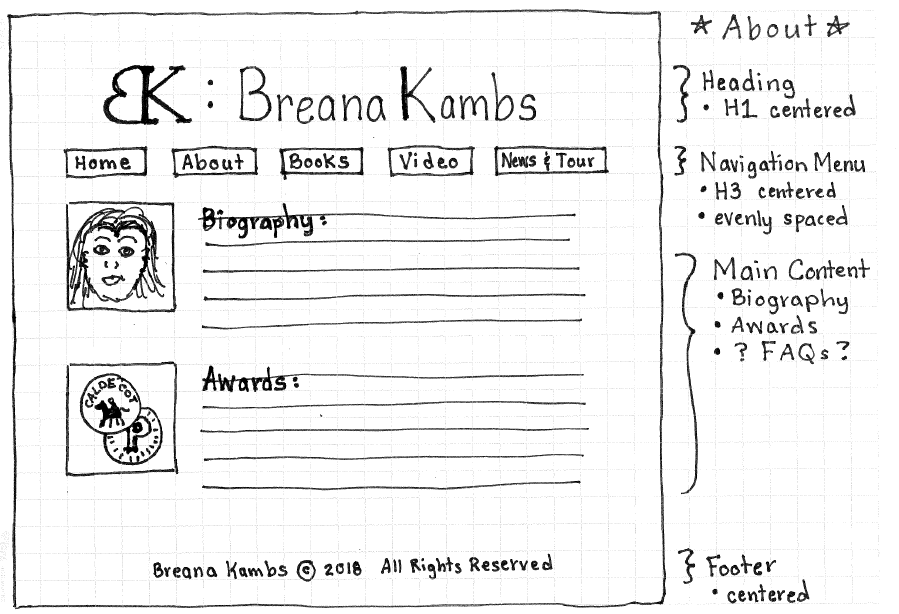 ★ About ★
BK: Breana Kambs
Heading
• H1 centered
Home About Books Video News & Tour
Navigation Menu
• H3 centered
• evenly spaced
Biography:
Main Content
• Biography
• Awards
• ? FAQs ?
Awards:
CALDECOT
P
Breana Kambs © 2018 All Rights Reserved
Footer
• centered